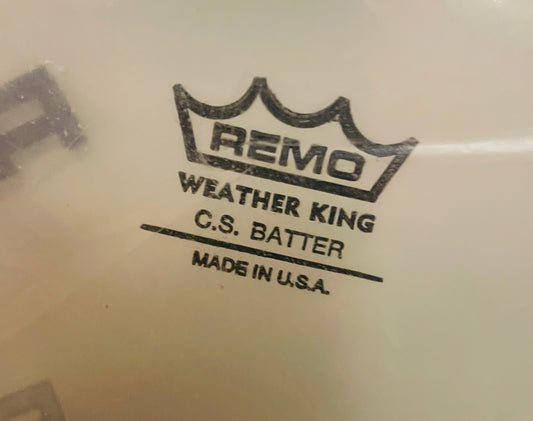 REMO
WEATHER KING
C.S. BATTER
MADE IN U.S.A.